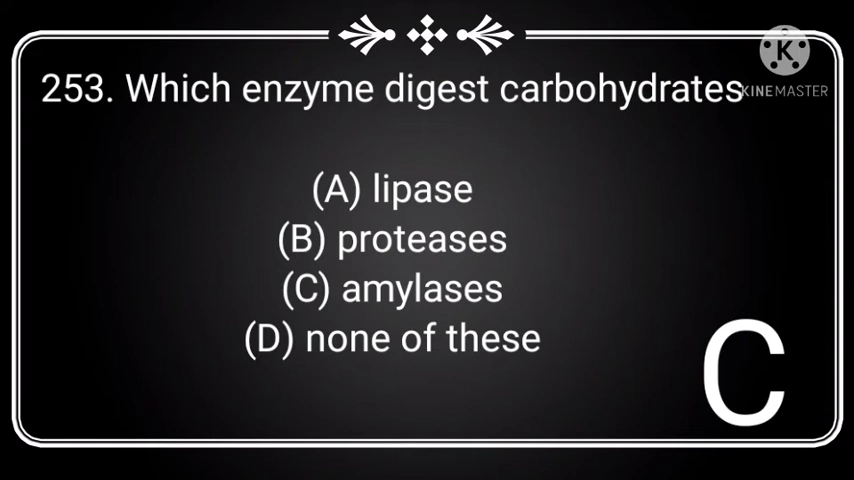 253. Which enzyme digest carbohydrates
K
KINEMASTER
(A) lipase
(B) proteases
(C) amylases
(D) none of these
C